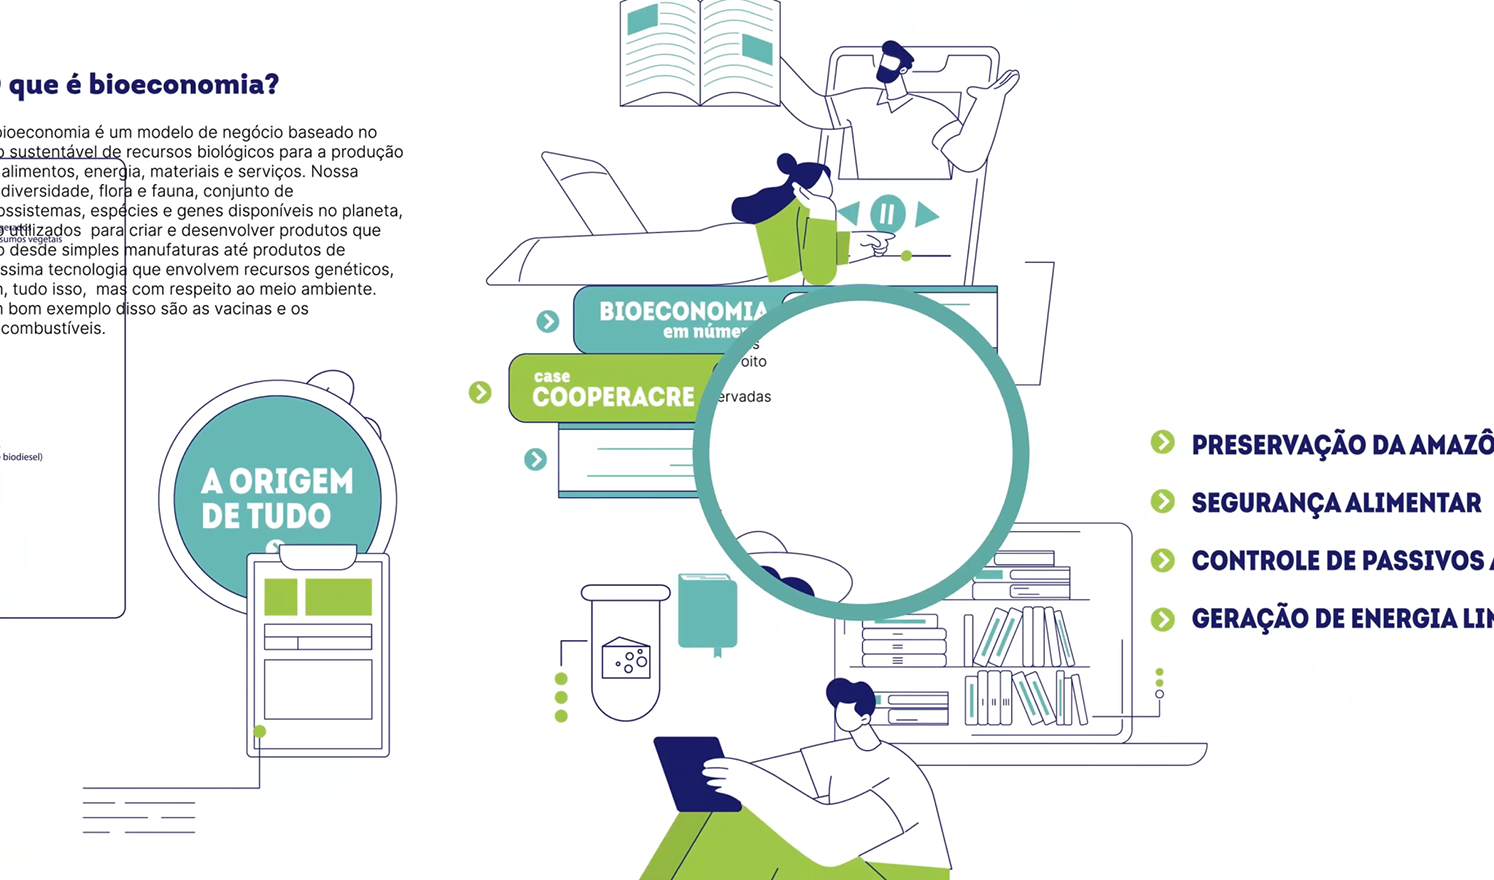 que é bioeconomia?
bioeconomia é um modelo de negócio baseado no
o sustentável de recursos biológicos para a produção
alimentos, energia, materiais e serviços. Nossa
diversidade, flora e fauna, conjunto de
ossistemas, espécies e genes disponíveis no planeta,
utilizados para criar e desenvolver produtos que
o desde simples manufaturas até produtos de
íssima tecnologia que envolvem recursos genéticos,
m, tudo isso, mas com respeito ao meio ambiente.
bom exemplo disso são as vacinas e os
combustíveis.
sumos vegetais
biodiesel)
A ORIGEM
DE TUDO
BIOECONOMIA
em núme
oito
ervadas
case
COOPERACRE
PRESERVAÇÃO DA AMAZÔ
SEGURANÇA ALIMENTAR
CONTROLE DE PASSIVOS
GERAÇÃO DE ENERGIA LI